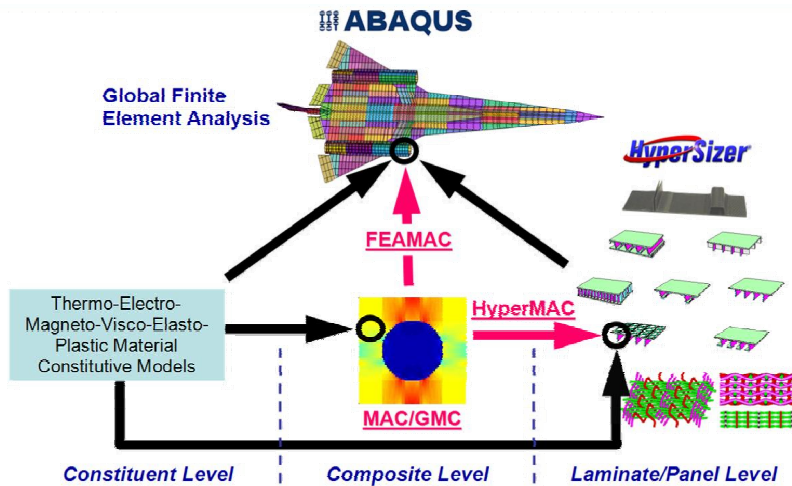 ABAQUS
Global Finite
Element Analysis
HyperSizer®
FEAMAC
Thermo-Electro-
Magneto-Visco-Elasto-
Plastic Material
Constitutive Models
HyperMAC
MAC/GMC
Constituent Level
Composite Level
Laminate/Panel Level